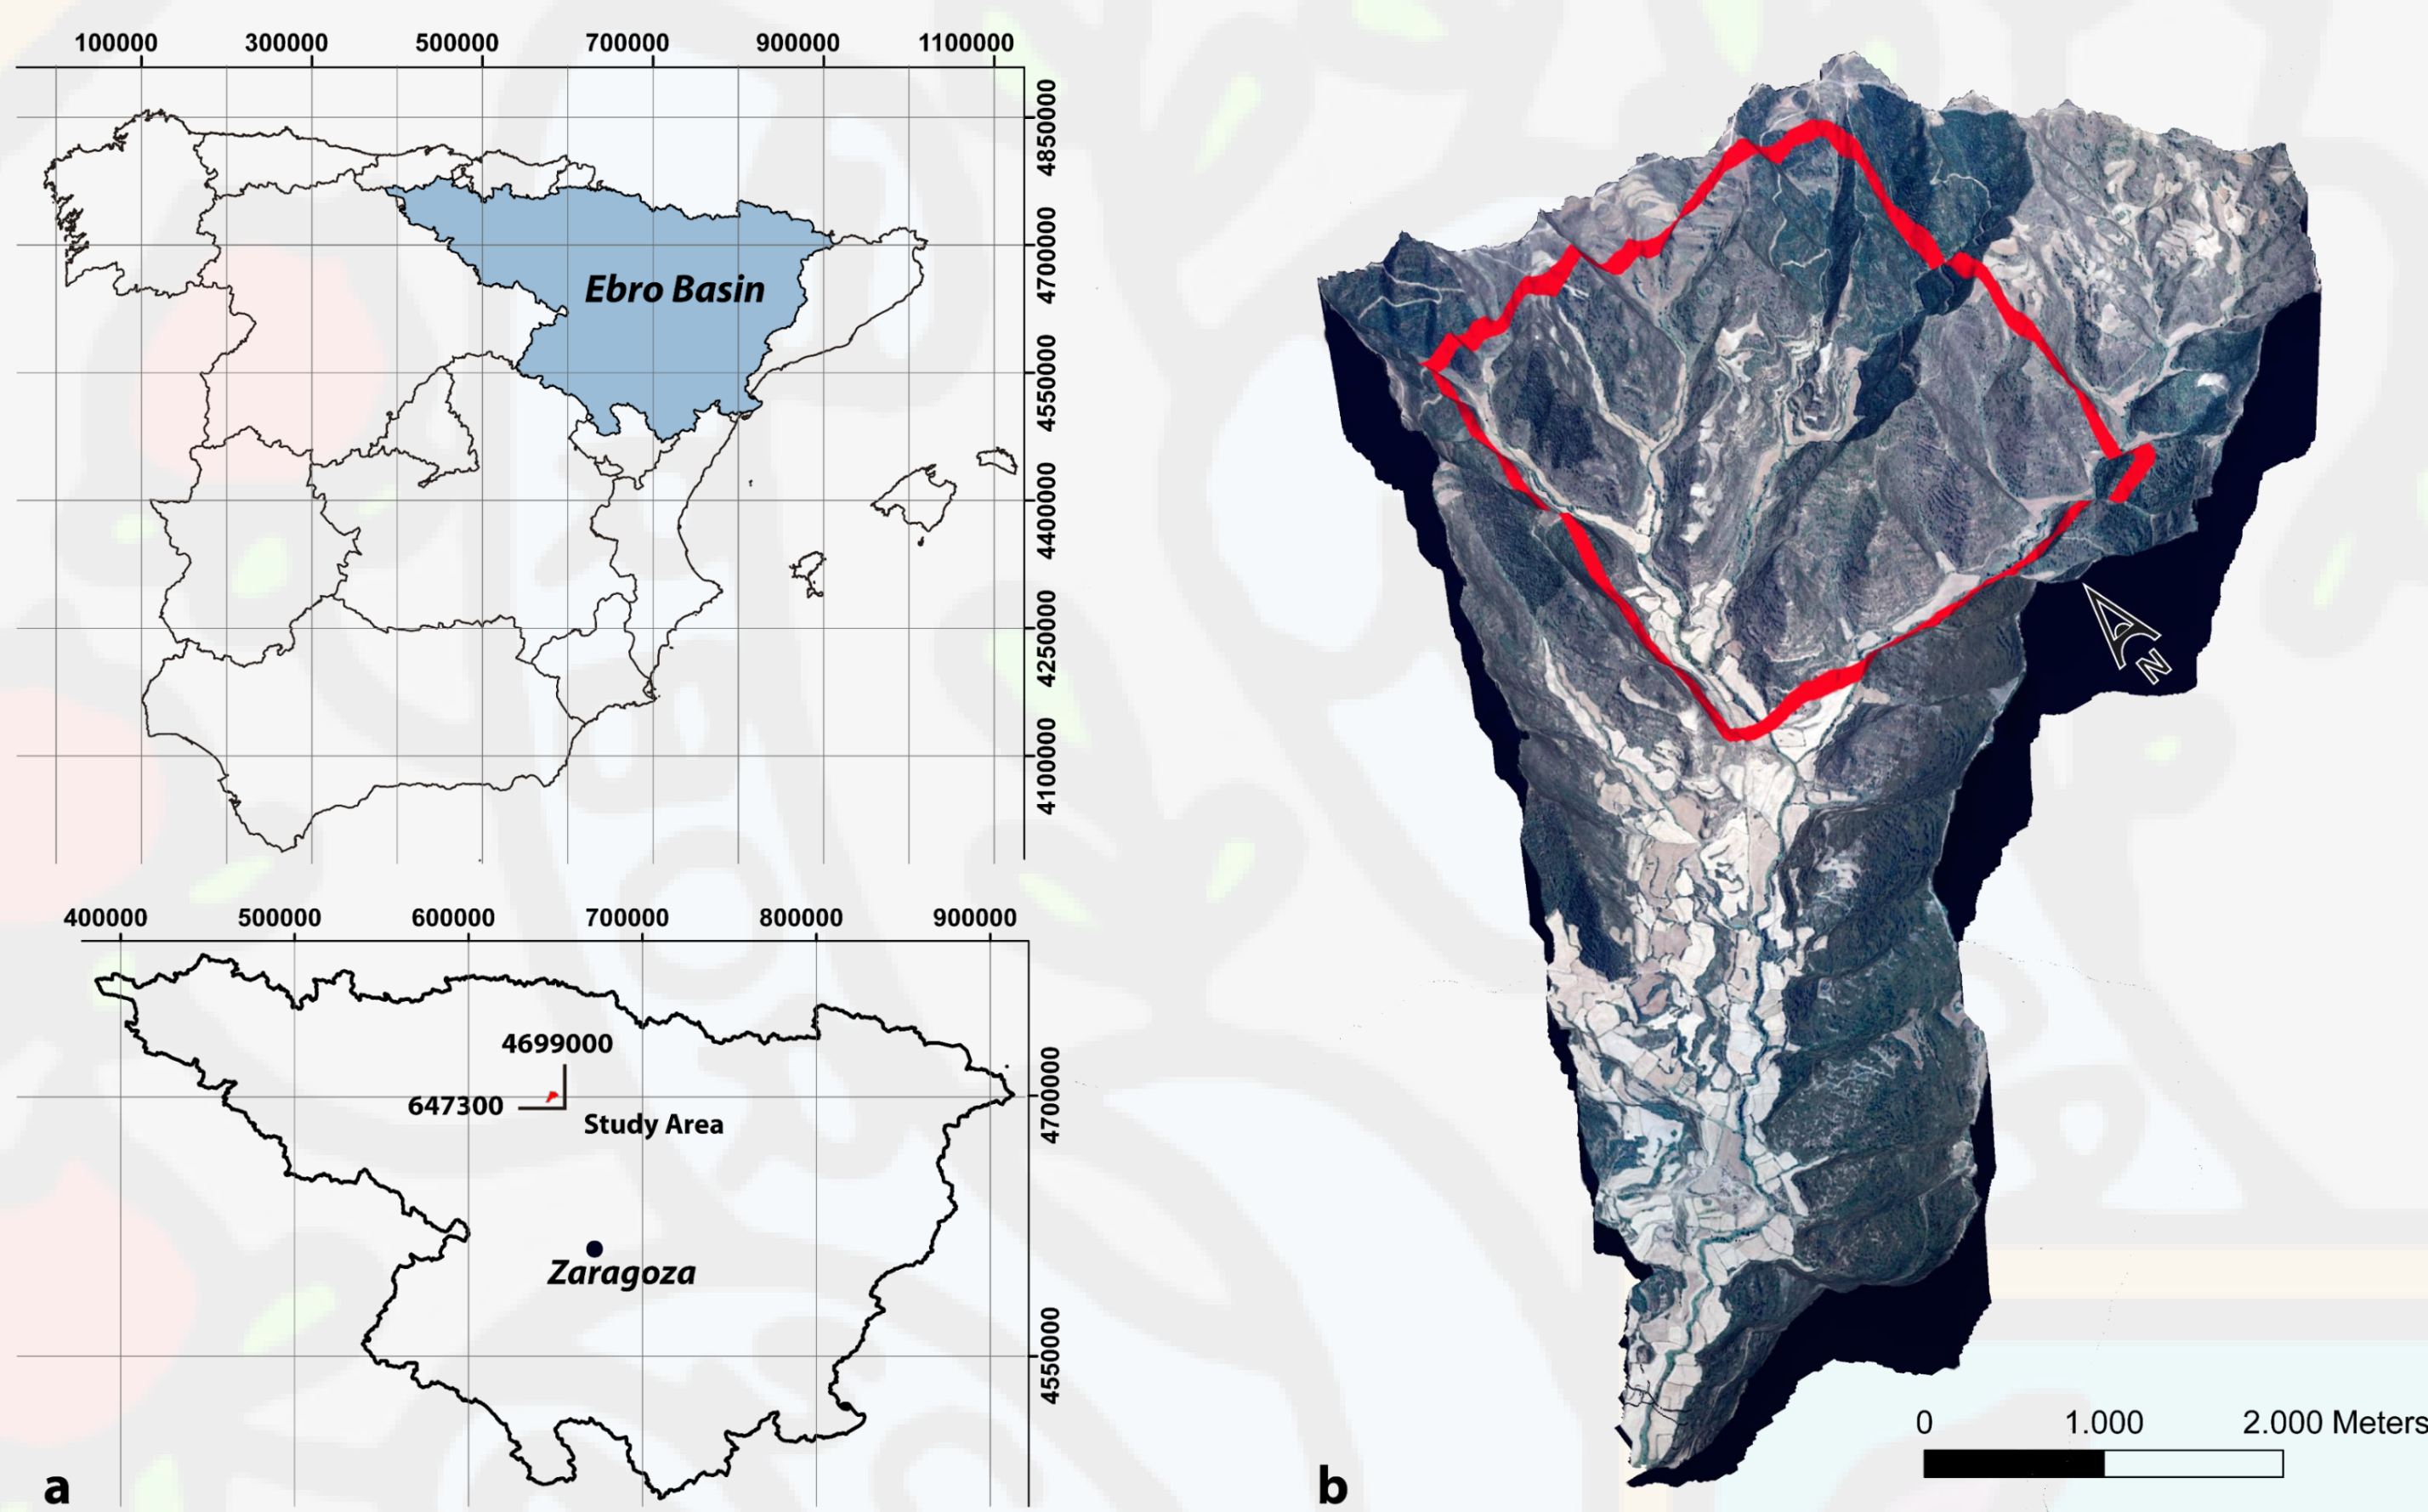 100000 300000 500000 700000 900000 1100000
4850000
4700000
Ebro Basin
4550000
4400000
4250000
4100000
400000 500000 600000 700000 800000 900000
4699000
4700000
647300
Study Area
Zaragoza
4550000
a
N
0 1.000 2.000 Meters
b